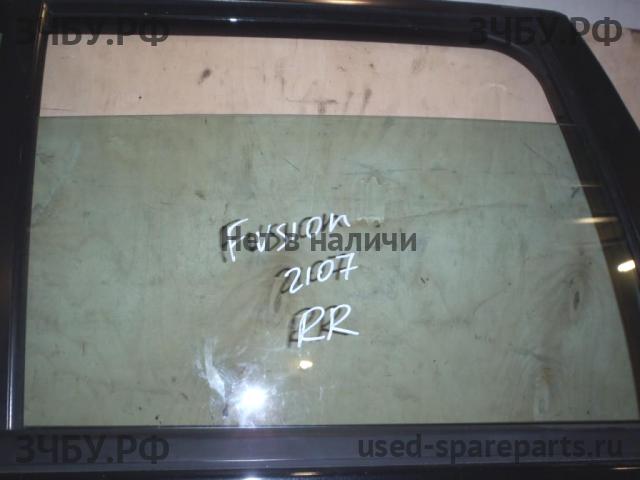 ЗЧБУ.РФ
ЗЧБУ.РФ
Fusion
Нет в наличи
2107
RR
ЗЧБУ.РФ
used-spareparts.ru